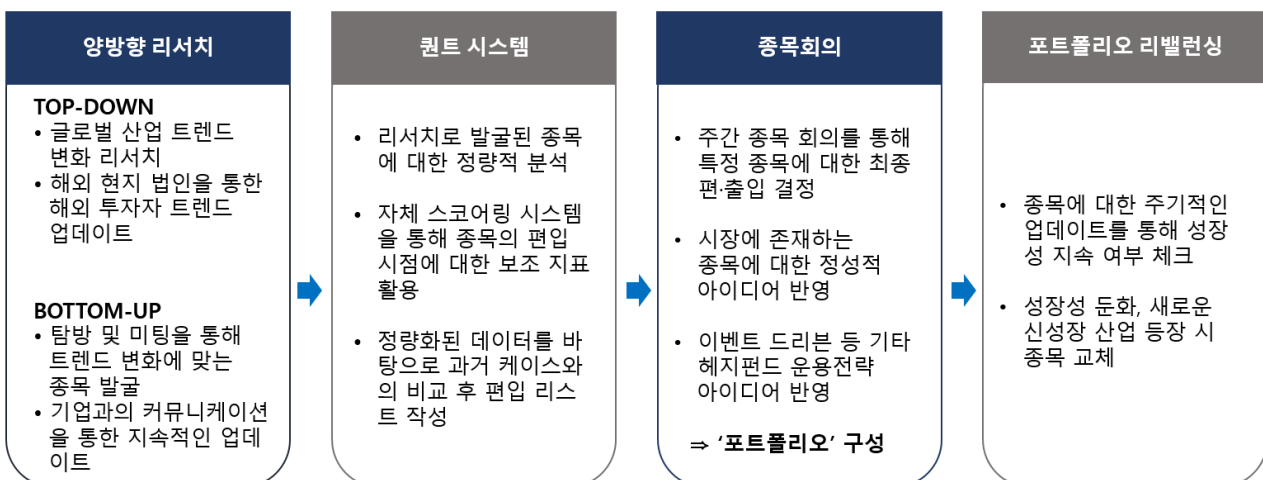 양방향 리서치
TOP-DOWN
• 글로벌 산업 트렌드
변화 리서치
• 해외 현지 법인을 통한
해외 투자자 트렌드
업데이트
BOTTOM-UP
• 탐방 및 미팅을 통해
트렌드 변화에 맞는
종목 발굴
• 기업과의 커뮤니케이션
을 통한 지속적인 업데
이트
퀀트 시스템
• 리서치로 발굴된 종목
에 대한 정량적 분석
• 자체 스코어링 시스템
을 통해 종목의 편입
시점에 대한 보조 지표
활용
• 정량화된 데이터를 바
탕으로 과거 케이스와
의 비교 후 편입 리스
트 작성
종목회의
• 주간 종목 회의를 통해
특정 종목에 대한 최종
편·출입 결정
• 시장에 존재하는
종목에 대한 정성적
아이디어 반영
• 이벤트 드리븐 등 기타
헤지펀드 운용전략
아이디어 반영
⇒ ‘포트폴리오’ 구성
포트폴리오 리밸런싱
• 종목에 대한 주기적인
업데이트를 통해 성장
성 지속 여부 체크
• 성장성 둔화, 새로운
신성장 산업 등장 시
종목 교체